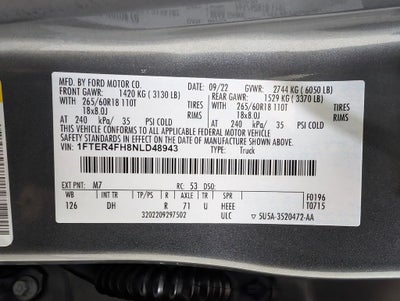 MFD. BY FORD MOTOR CO.
09/22 GVWR: 2744 KG ( 6050 LB)
FRONT GAWR: 1420 KG ( 3130 LB) REAR GAWR: 1529 KG ( 3370 LB)
WITH 265/60R18 110T TIRES WITH 265/60R18 110T TIRES
18x8.0J RIMS 18x8.0J RIMS
AT 240 kPa/ 35 PSI COLD AT 240 kPa/ 35 PSI COLD
THIS VEHICLE CONFORMS TO ALL APPLICABLE FEDERAL MOTOR VEHICLE
SAFETY STANDARDS IN EFFECT ON THE DATE OF MANUFACTURE SHOWN ABOVE.
VIN: 1FTER4FH8NLD48943 TYPE: Truck
EXT PNT: M7 RC: 53 DSO:
WB INT TR TP/PS R AXLE TR SPR F0196
126 DH R 71 U HEEE T0715
3202209297502 ULC 5U5A-3520472-AA